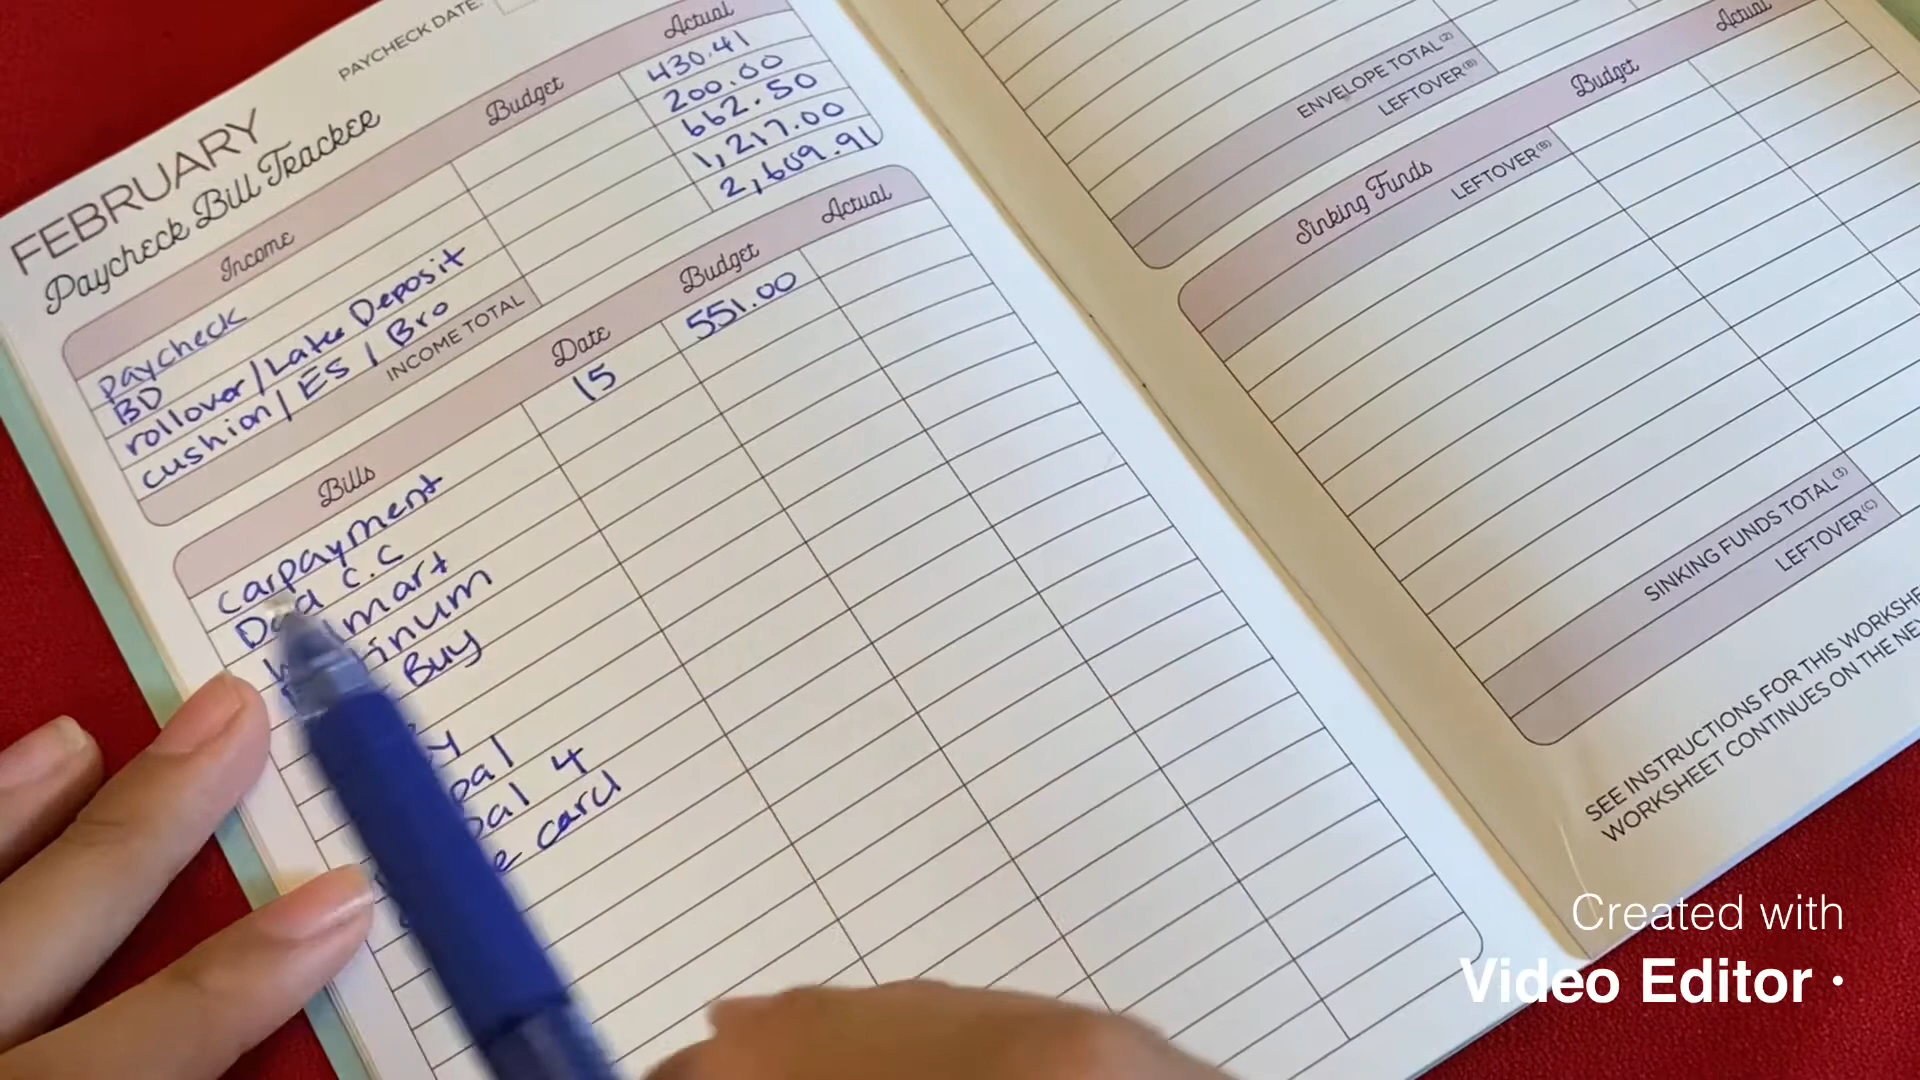 PAYCHECK DATE:
FEBRUARY
Paycheck Bill Tracker
Income Budget Actual
paycheck 430.41
BD 200.00
rollover/Late Deposit 662.50
cushion/ES/Bro 1,217.00
INCOME TOTAL 2,609.91
Bills Date Budget Actual
carpayment 15 551.00
C.C
mart
inum
Buy
4
card
ENVELOPE TOTAL (2)
LEFTOVER (B)
Sinking Funds Budget Actual
LEFTOVER (B)
SINKING FUNDS TOTAL (3)
LEFTOVER (C)
SEE INSTRUCTIONS FOR THIS
WORKSHEET CONTINUES ON THE
Created with
Video Editor